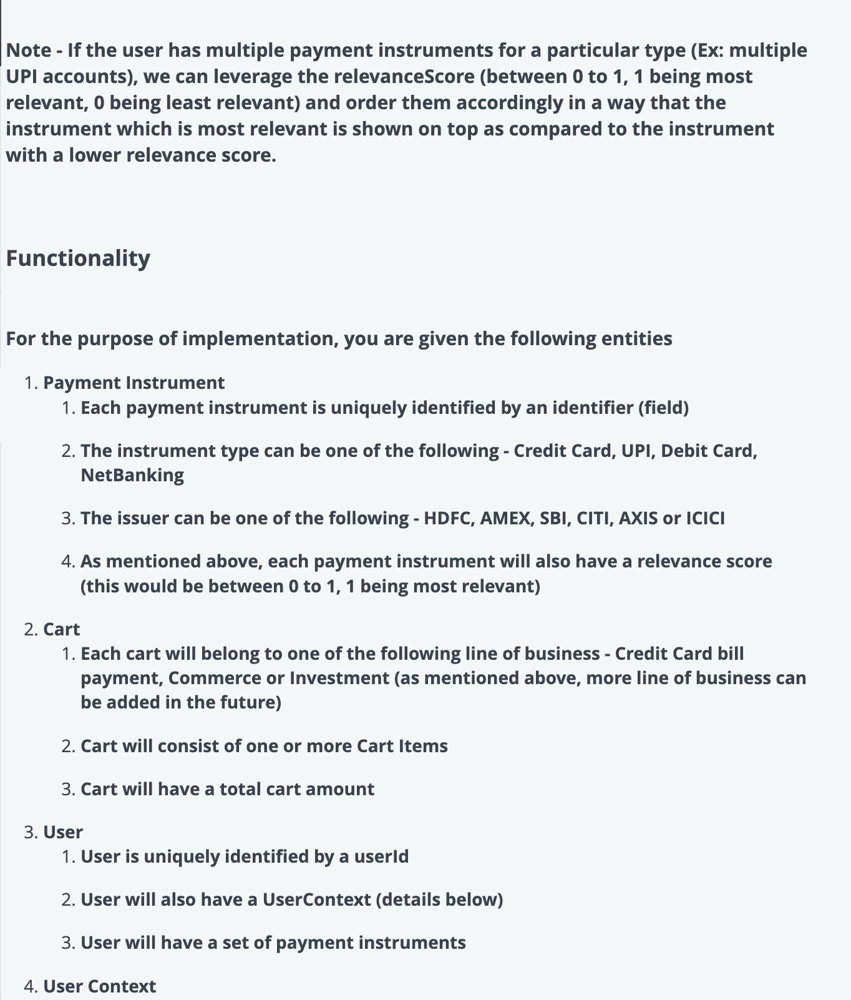 Note - If the user has multiple payment instruments for a particular type (Ex: multiple
UPI accounts), we can leverage the relevanceScore (between 0 to 1, 1 being most
relevant, 0 being least relevant) and order them accordingly in a way that the
instrument which is most relevant is shown on top as compared to the instrument
with a lower relevance score.
Functionality
For the purpose of implementation, you are given the following entities
1. Payment Instrument
1. Each payment instrument is uniquely identified by an identifier (field)
2. The instrument type can be one of the following - Credit Card, UPI, Debit Card,
NetBanking
3. The issuer can be one of the following - HDFC, AMEX, SBI, CITI, AXIS or ICICI
4. As mentioned above, each payment instrument will also have a relevance score
(this would be between 0 to 1, 1 being most relevant)
2. Cart
1. Each cart will belong to one of the following line of business - Credit Card bill
payment, Commerce or Investment (as mentioned above, more line of business can
be added in the future)
2. Cart will consist of one or more Cart Items
3. Cart will have a total cart amount
3. User
1. User is uniquely identified by a userId
2. User will also have a UserContext (details below)
3. User will have a set of payment instruments
4. User Context